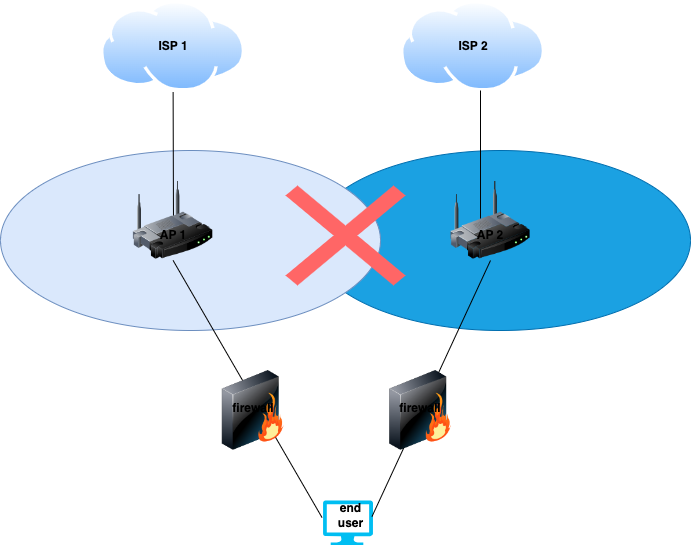 ISP 1
ISP 2
AP 1
AP 2
firewall
firewall
end
user